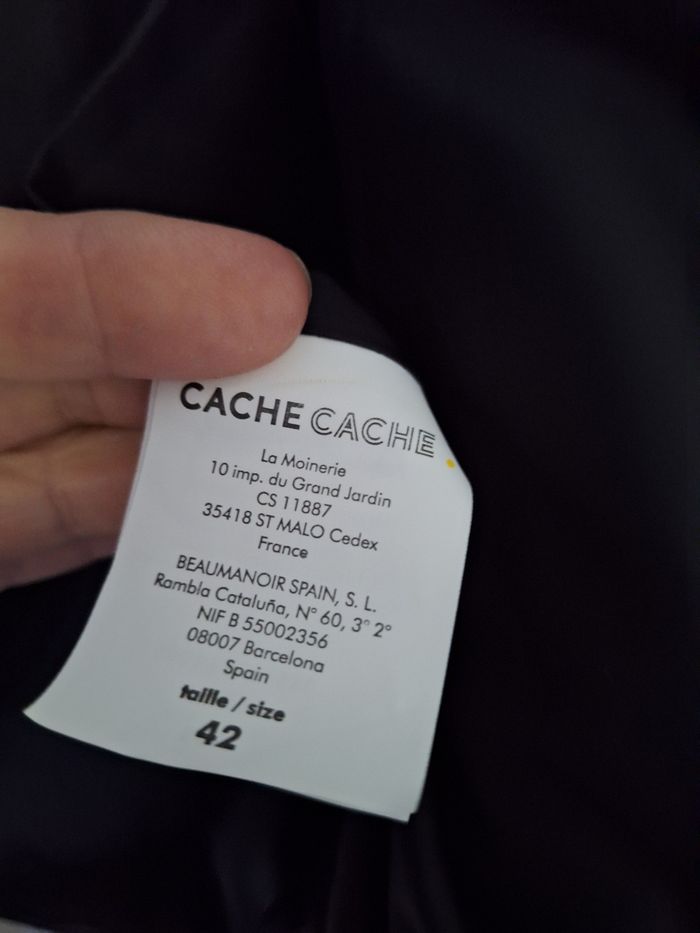 CACHE CACHE
La Moinerie
10 imp. du Grand Jardin
CS 11887
35418 ST MALO Cedex
France
BEAUMANOIR SPAIN, S. L.
Rambla Cataluña, N° 60, 3° 2°
NIF B 55002356
08007 Barcelona
Spain
taille / size
42